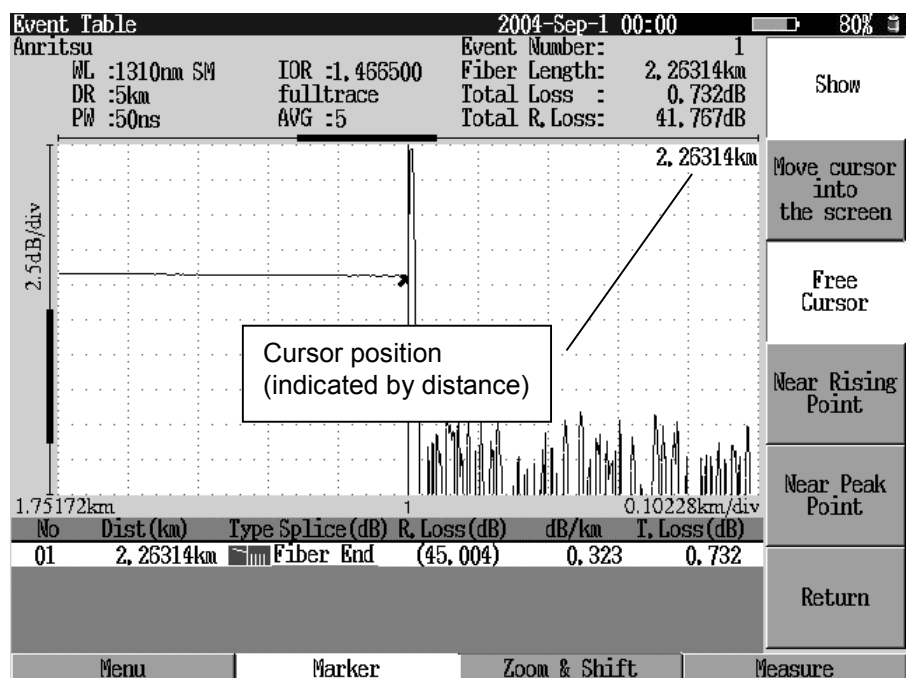 Event Table 2004-Sep-1 00:00 80%
Anritsu
WL :1310nm SM
DR :5km
PW :50ns
IOR :1.466500
fulltrace
AVG :5
Event Number: 1
Fiber Length: 2.26314km
Total Loss : 0.732dB
Total R.Loss: 41.767dB
2.26314km
2.5dB/div
Cursor position
(indicated by distance)
1.75172km 1 0.10228km/div
No Dist(km) Type Splice(dB) R.Loss(dB) dB/km T.Loss(dB)
01 2.26314km Fiber End (45.004) 0.323 0.732
Show
Move cursor
into
the screen
Free
Cursor
Near Rising
Point
Near Peak
Point
Return
Menu Marker Zoom & Shift Measure